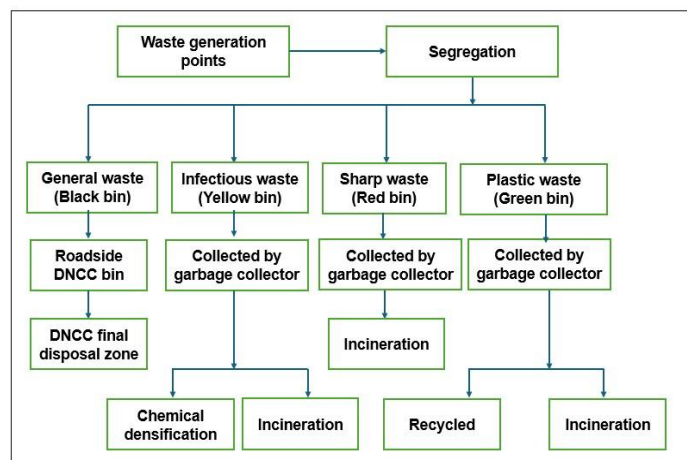 Waste generation
points
Segregation
General waste
(Black bin)
Infectious waste
(Yellow bin)
Sharp waste
(Red bin)
Plastic waste
(Green bin)
Roadside
DNCC bin
Collected by
garbage collector
Collected by
garbage collector
Collected by
garbage collector
DNCC final
disposal zone
Incineration
Chemical
densification
Incineration
Recycled
Incineration